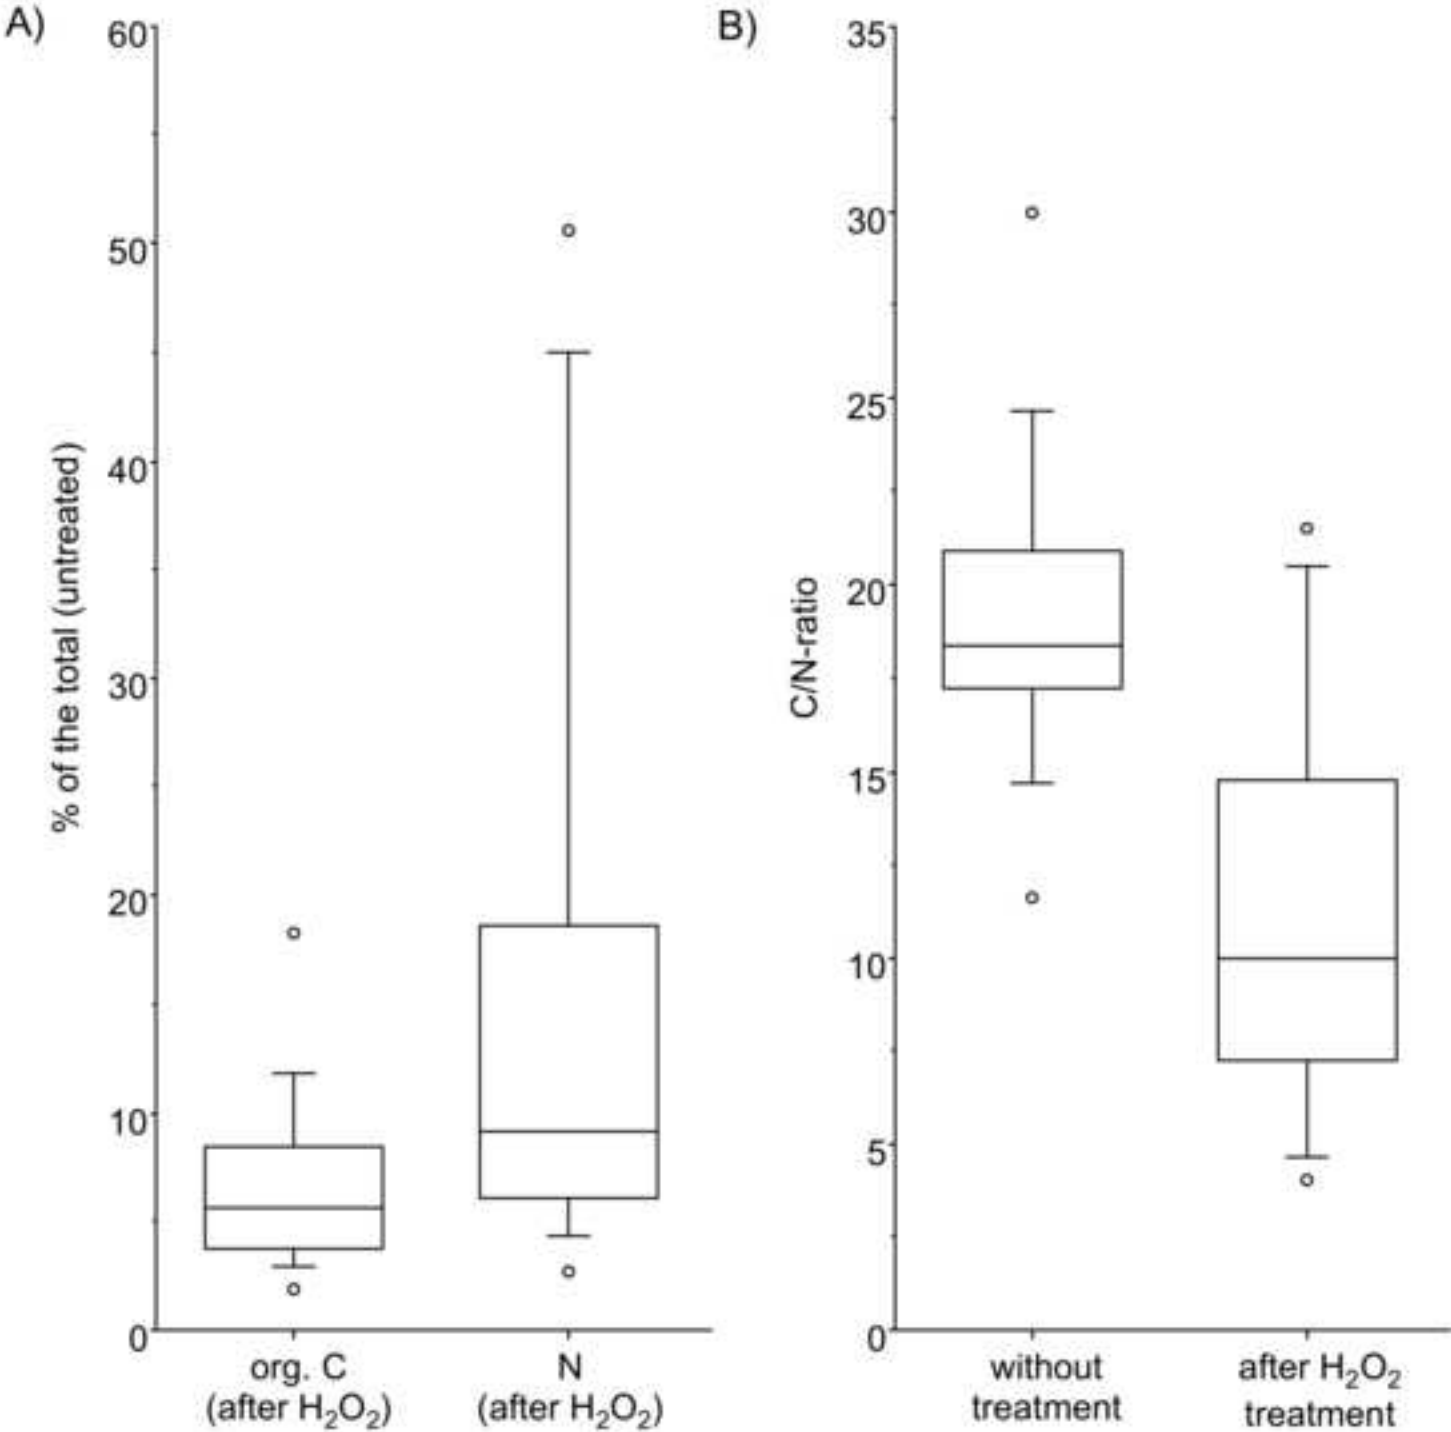 A)
60
50
40
30
20
10
0
% of the total (untreated)
org. C
(after H₂O₂)
N
(after H₂O₂)
B)
35
30
25
20
15
10
5
0
C/N-ratio
without
treatment
after H₂O₂
treatment